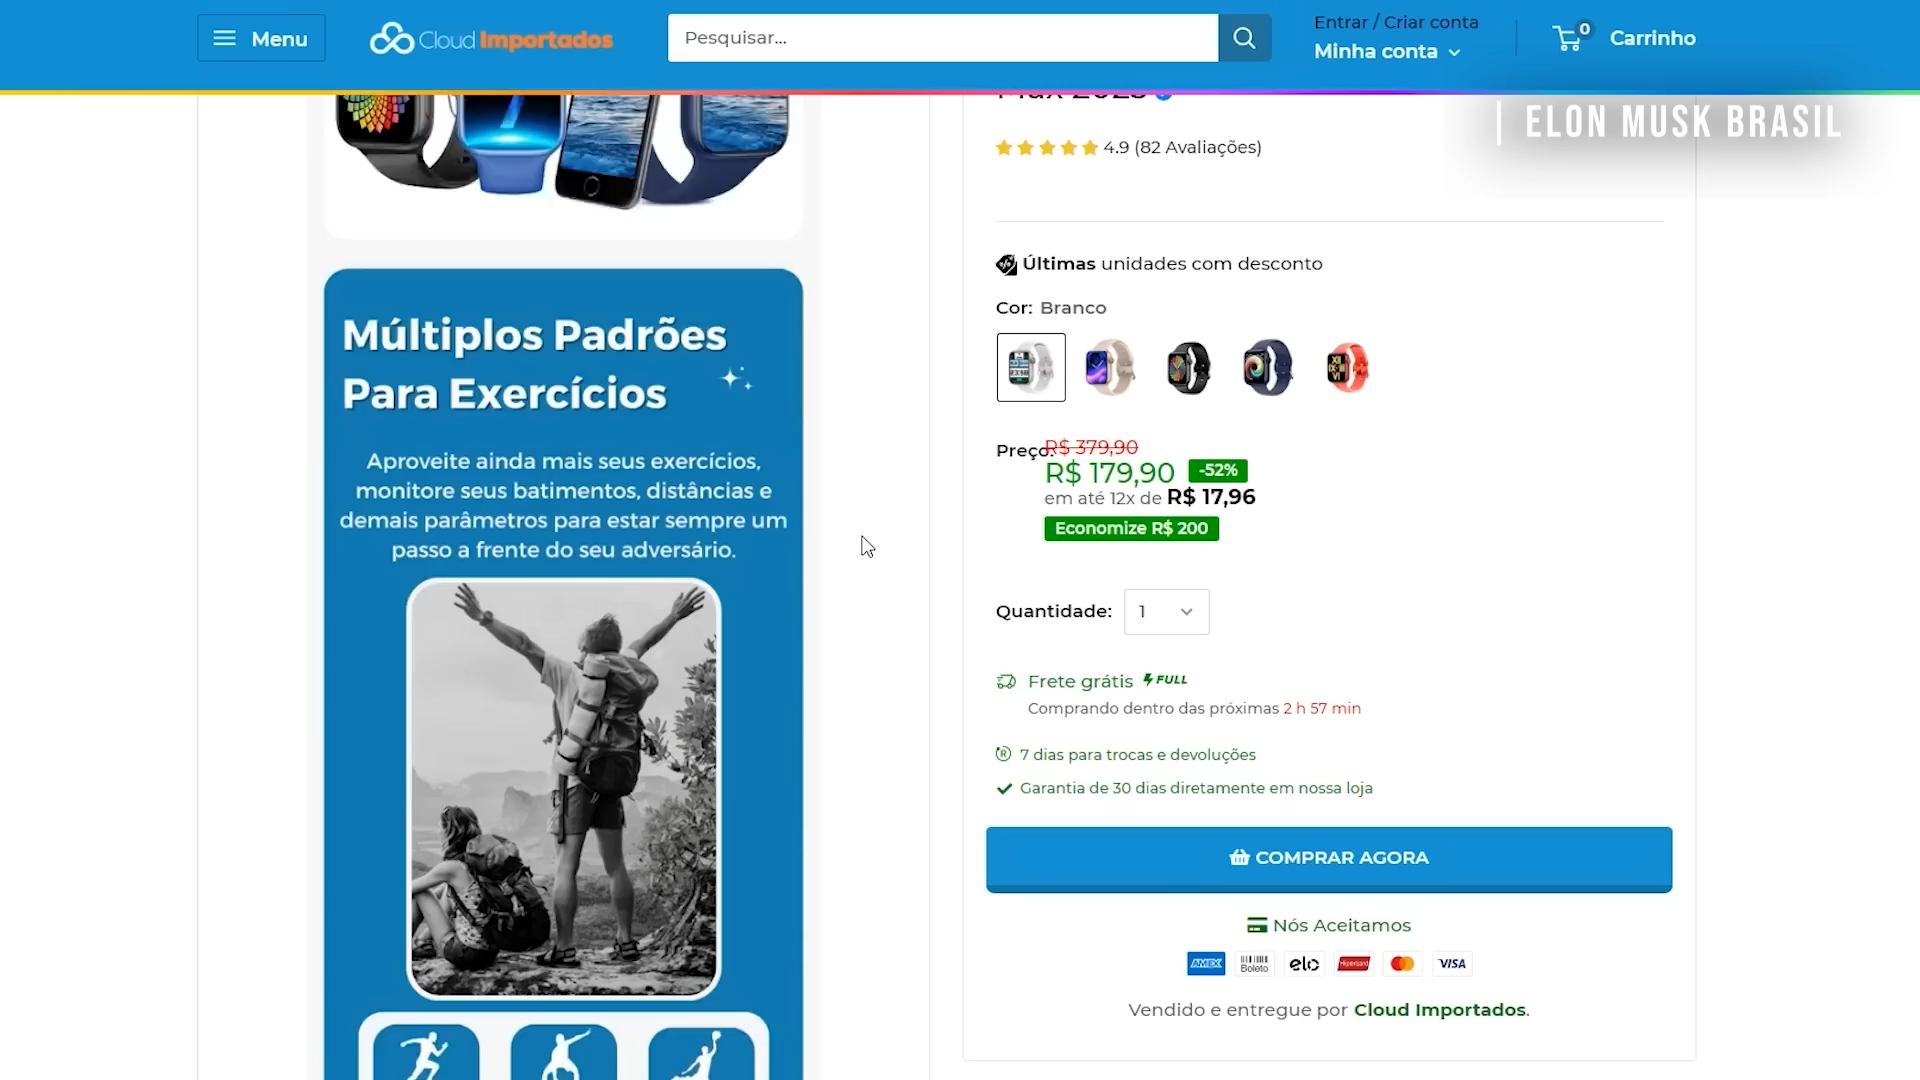 Menu
Cloud Importados
Pesquisar...
Entrar / Criar conta
Minha conta
0
Carrinho
ELON MUSK BRASIL
Max 2023
4.9 (82 Avaliações)
Últimas unidades com desconto
Cor: Branco
Preço:
R$ 379,90
R$ 179,90 -52%
em até 12x de R$ 17,96
Economize R$ 200
Quantidade: 1
Frete grátis FULL
Comprando dentro das próximas 2 h 57 min
7 dias para trocas e devoluções
Garantia de 30 dias diretamente em nossa loja
COMPRAR AGORA
Nós Aceitamos
AMEX Boleto elo Hipercard VISA
Vendido e entregue por Cloud Importados.
Múltiplos Padrões
Para Exercícios
Aproveite ainda mais seus exercícios,
monitore seus batimentos, distâncias e
demais parâmetros para estar sempre um
passo a frente do seu adversário.